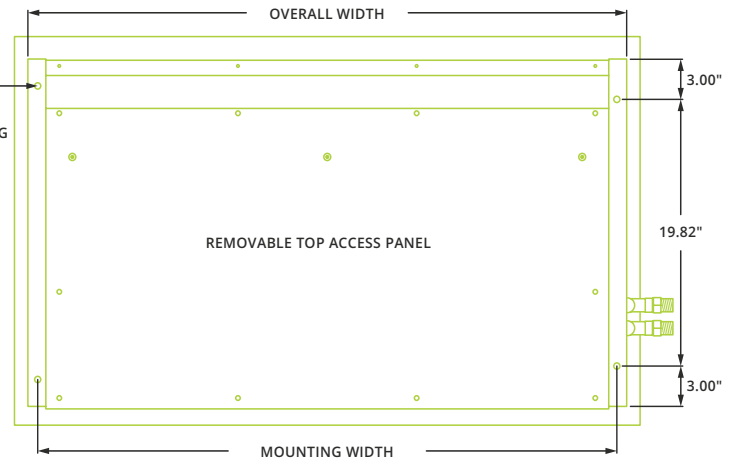 OVERALL WIDTH
3.00"
G
19.82"
REMOVABLE TOP ACCESS PANEL
3.00"
MOUNTING WIDTH